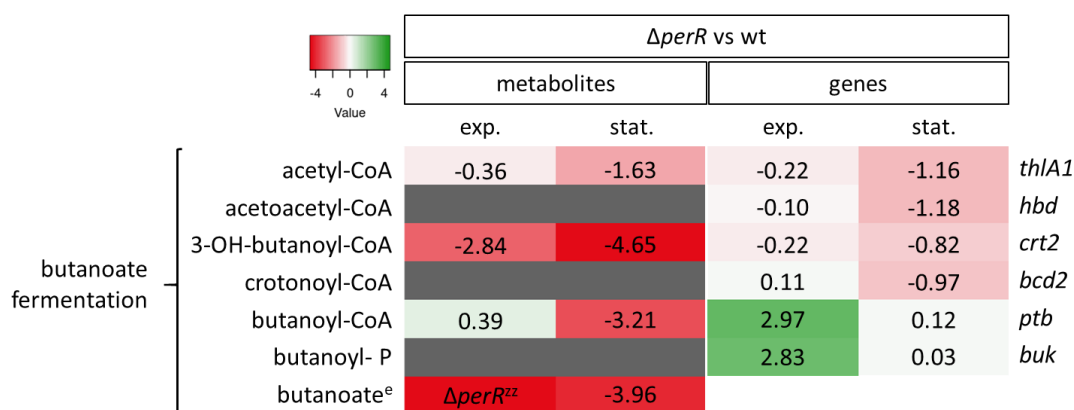 ΔperR vs wt
-4 0 4
Value
metabolites genes
exp. stat. exp. stat.
acetyl-CoA -0.36 -1.63 -0.22 -1.16 thlA1
acetoacetyl-CoA -0.10 -1.18 hbd
3-OH-butanoyl-CoA -2.84 -4.65 -0.22 -0.82 crt2
butanoate
fermentation
crotonoyl-CoA 0.11 -0.97 bcd2
butanoyl-CoA 0.39 -3.21 2.97 0.12 ptb
butanoyl- P 2.83 0.03 buk
butanoateᵉ ΔperRᶻᶻ -3.96